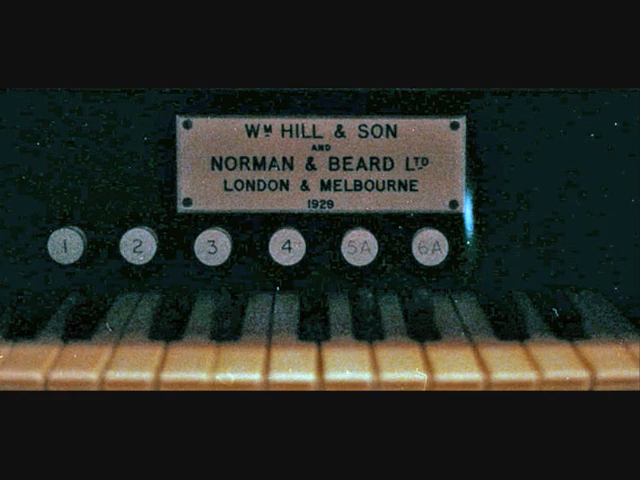 Wᴹ HILL & SON
AND
NORMAN & BEARD Lᵀᴰ
LONDON & MELBOURNE
1929
1 2 3 4 5A 6A